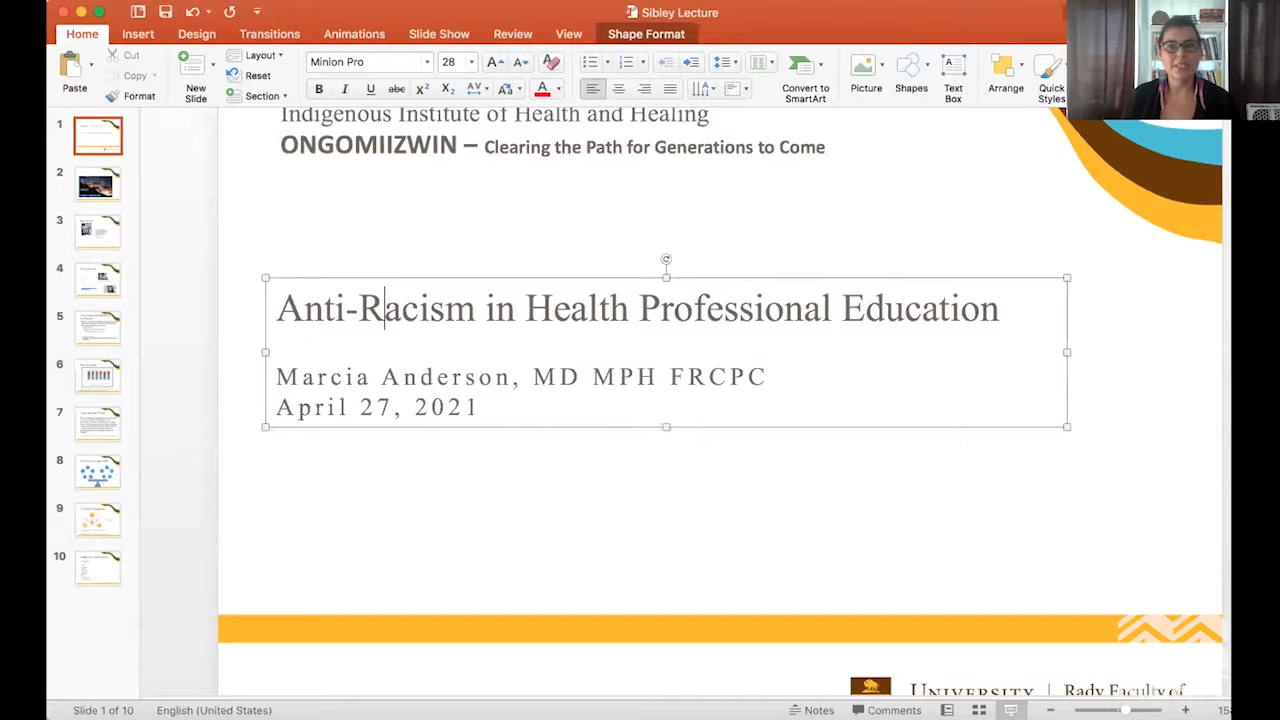 Sibley Lecture
Home Insert Design Transitions Animations Slide Show Review View Shape Format
Paste
Cut
Copy
Format
New Slide
Layout
Reset
Section
Minion Pro 28
Convert to SmartArt
Picture
Shapes
Text Box
Arrange
Quick Styles
1
2
3
4
5
6
7
8
9
10
Indigenous Institute of Health and Healing
ONGOMIIZWIN – Clearing the Path for Generations to Come
Anti-Racism in Health Professional Education
Marcia Anderson, MD MPH FRCPC
April 27, 2021
UNIVERSITY | Rady Faculty of
Slide 1 of 10 English (United States) Notes Comments